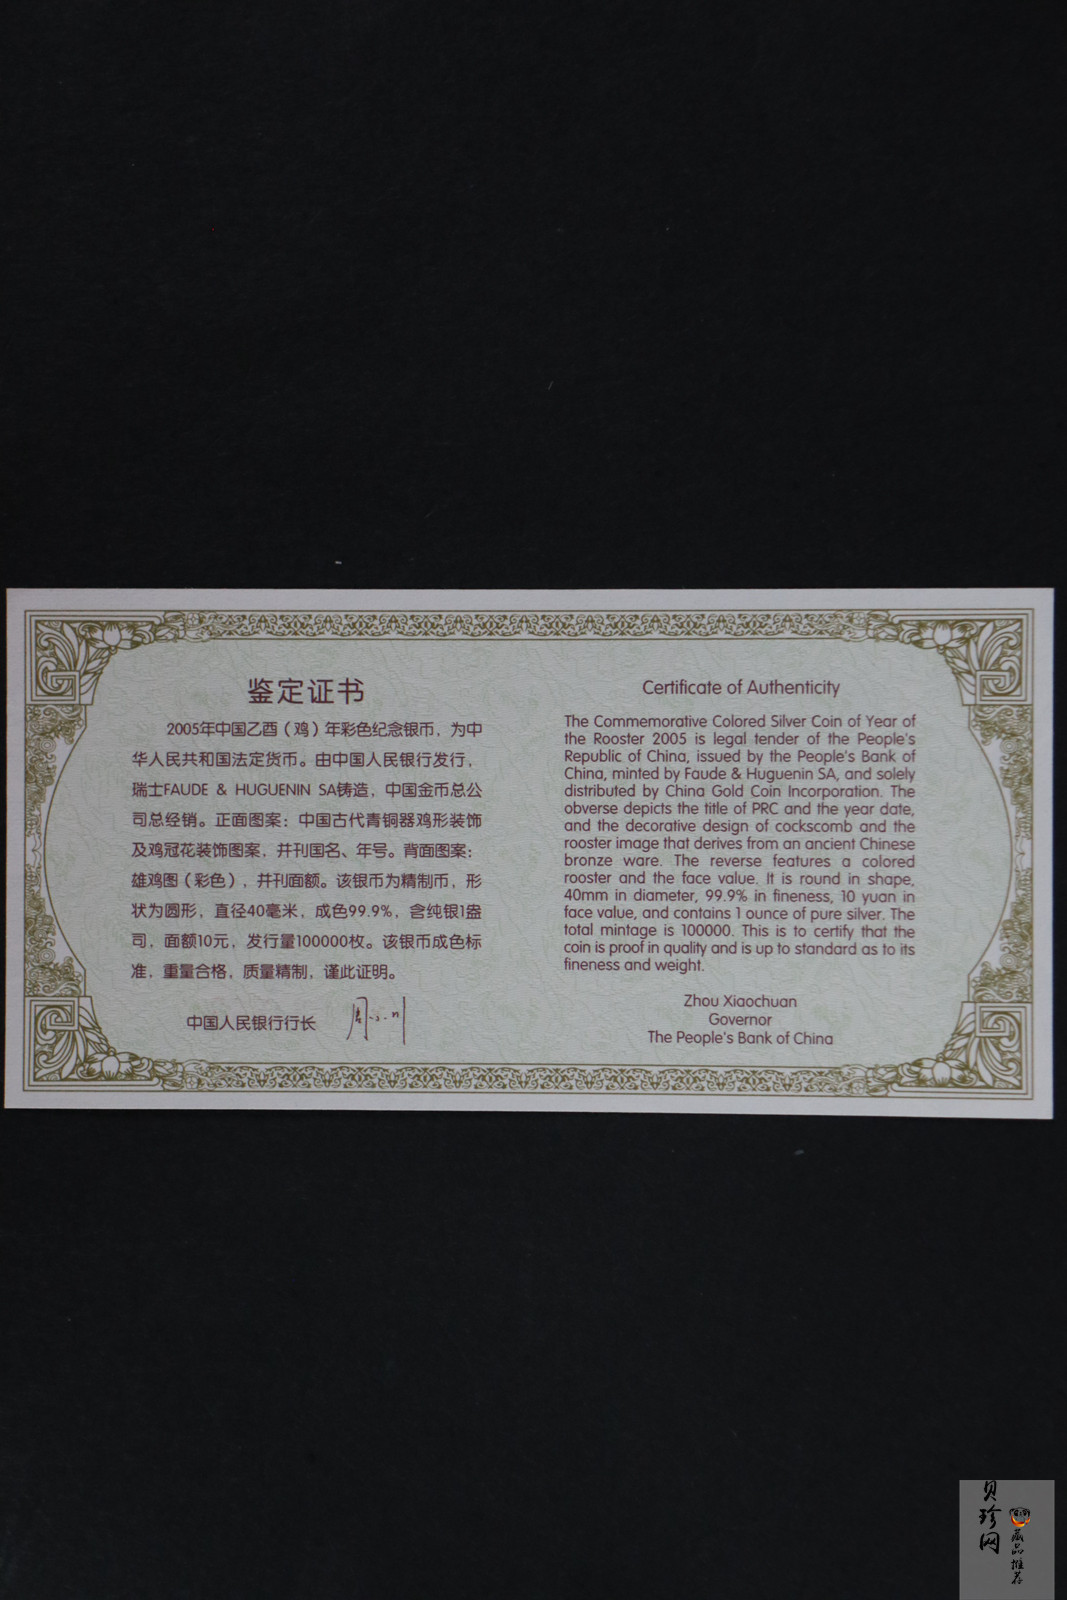 鉴定证书
2005年中国乙酉（鸡）年彩色纪念银币，为中
华人民共和国法定货币。由中国人民银行发行，
瑞士FAUDE & HUGUENIN SA铸造，中国金币总公
司总经销。正面图案：中国古代青铜器鸡形装饰
及鸡冠花装饰图案，并刊国名、年号。背面图案：
雄鸡图（彩色），并刊面额。该银币为精制币，形
状为圆形，直径40毫米，成色99.9%，含纯银1盎
司，面额10元，发行量100000枚。该银币成色标
准，重量合格，质量精制，谨此证明。
中国人民银行行长
Certificate of Authenticity
The Commemorative Colored Silver Coin of Year of
the Rooster 2005 is legal tender of the People's
Republic of China, issued by the People's Bank of
China, minted by Faude & Huguenin SA, and solely
distributed by China Gold Coin Incorporation. The
obverse depicts the title of PRC and the year date,
and the decorative design of cockscomb and the
rooster image that derives from an ancient Chinese
bronze ware. The reverse features a colored
rooster and the face value. It is round in shape,
40mm in diameter, 99.9% in fineness, 10 yuan in
face value, and contains 1 ounce of pure silver. The
total mintage is 100000. This is to certify that the
coin is proof in quality and is up to standard as to its
fineness and weight.
Zhou Xiaochuan
Governor
The People's Bank of China
贝珍网
藏品推荐